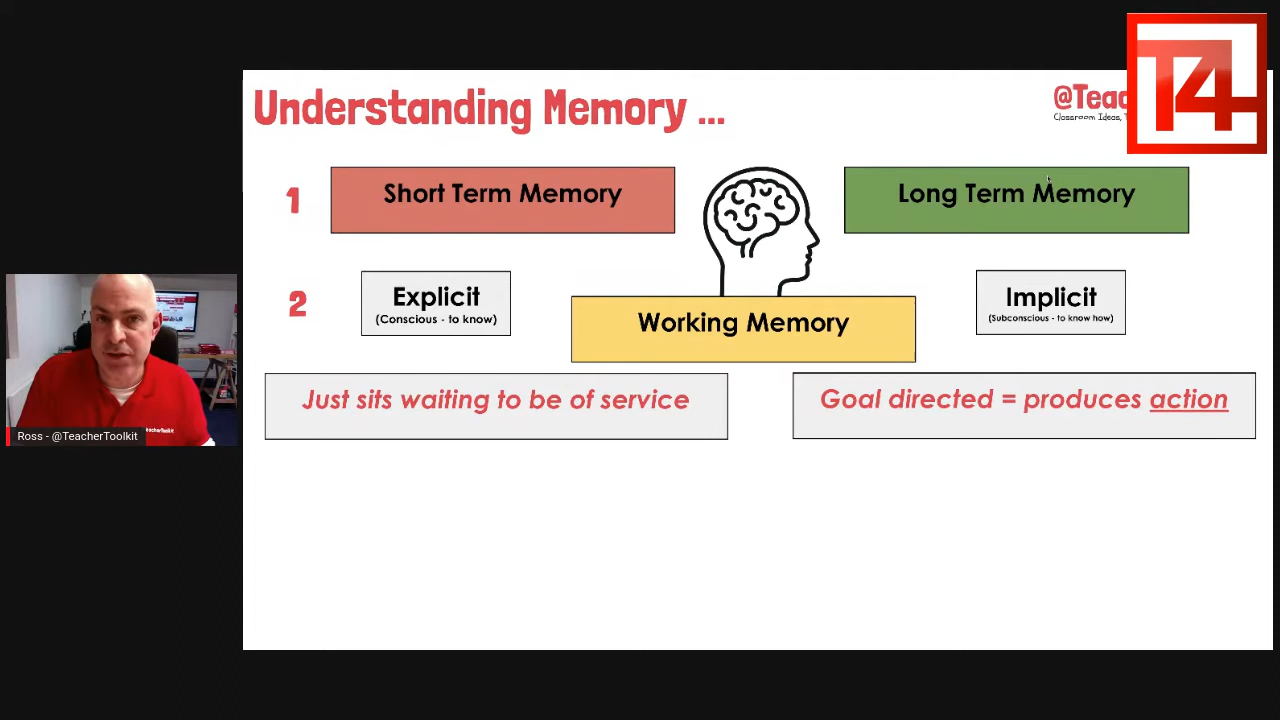 Understanding Memory ...
@Teac
Classroom Ideas, T
T4
1
Short Term Memory
Long Term Memory
2
Explicit
(Conscious - to know)
Working Memory
Implicit
(Subconscious - to know how)
Just sits waiting to be of service
Goal directed = produces action
Ross - @TeacherToolkit